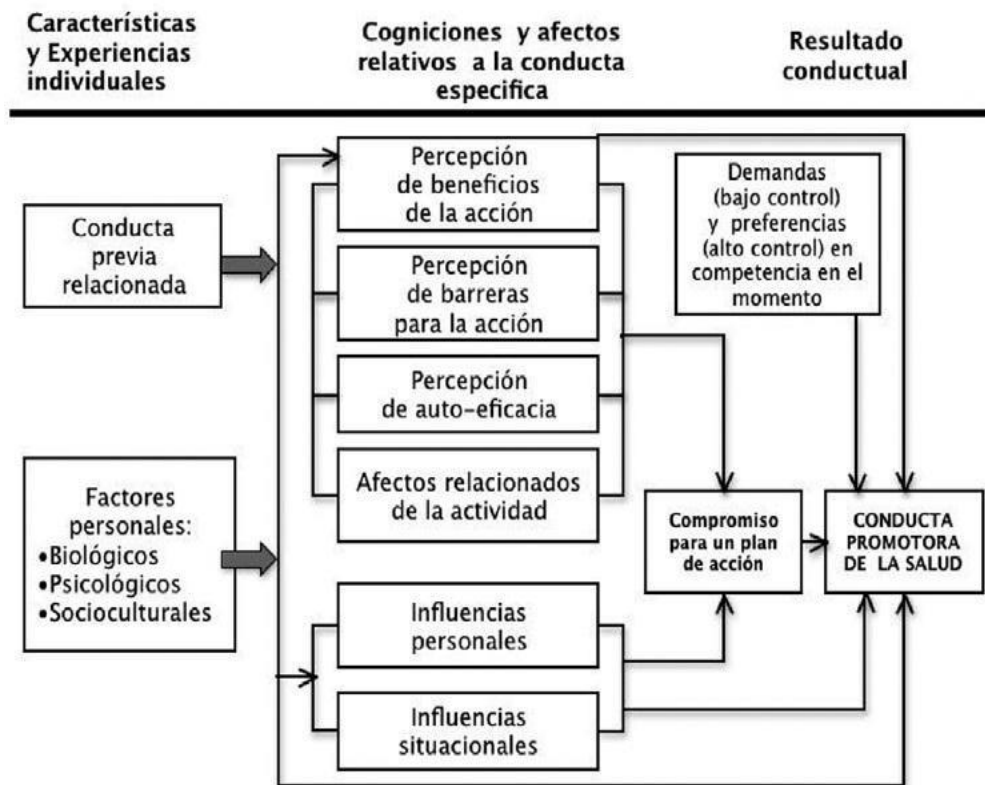 Características
y Experiencias
individuales
Cogniciones y afectos
relativos a la conducta
especifica
Resultado
conductual
Conducta
previa
relacionada
Factores
personales:
•Biológicos
•Psicológicos
•Socioculturales
Percepción
de beneficios
de la acción
Percepción
de barreras
para la acción
Percepción
de auto-eficacia
Afectos relacionados
de la actividad
Influencias
personales
Influencias
situacionales
Demandas
(bajo control)
y preferencias
(alto control) en
competencia en el
momento
Compromiso
para un plan
de acción
CONDUCTA
PROMOTORA
DE LA SALUD